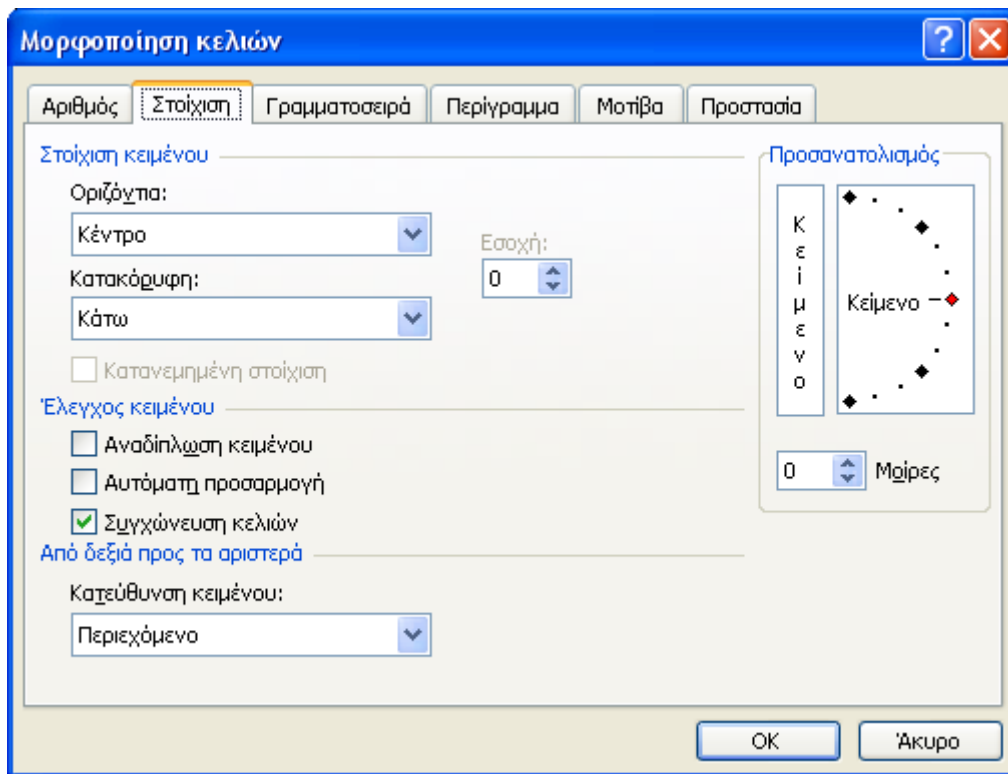 Μορφοποίηση κελιών
Αριθμός Στοίχιση Γραμματοσειρά Περίγραμμα Μοτίβα Προστασία
Στοίχιση κειμένου
Οριζόντια:
Κέντρο
Εσοχή:
0
Κατακόρυφη:
Κάτω
Κατανεμημένη στοίχιση
Έλεγχος κειμένου
Αναδίπλωση κειμένου
Αυτόματη προσαρμογή
Συγχώνευση κελιών
Από δεξιά προς τα αριστερά
Κατεύθυνση κειμένου:
Περιεχόμενο
Προσανατολισμός
Κείμενο
Κείμενο
0 Μοίρες
OK Άκυρο